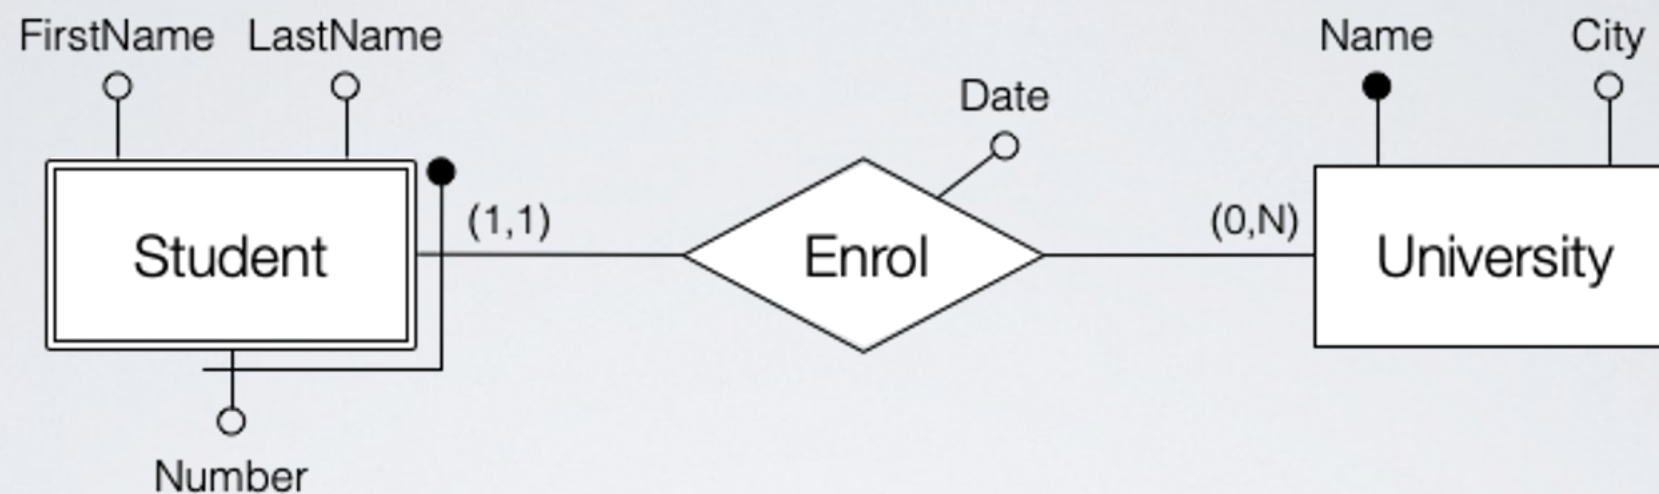 FirstName LastName
Name City
Date
(1,1)
(0,N)
Student
Enrol
University
Number